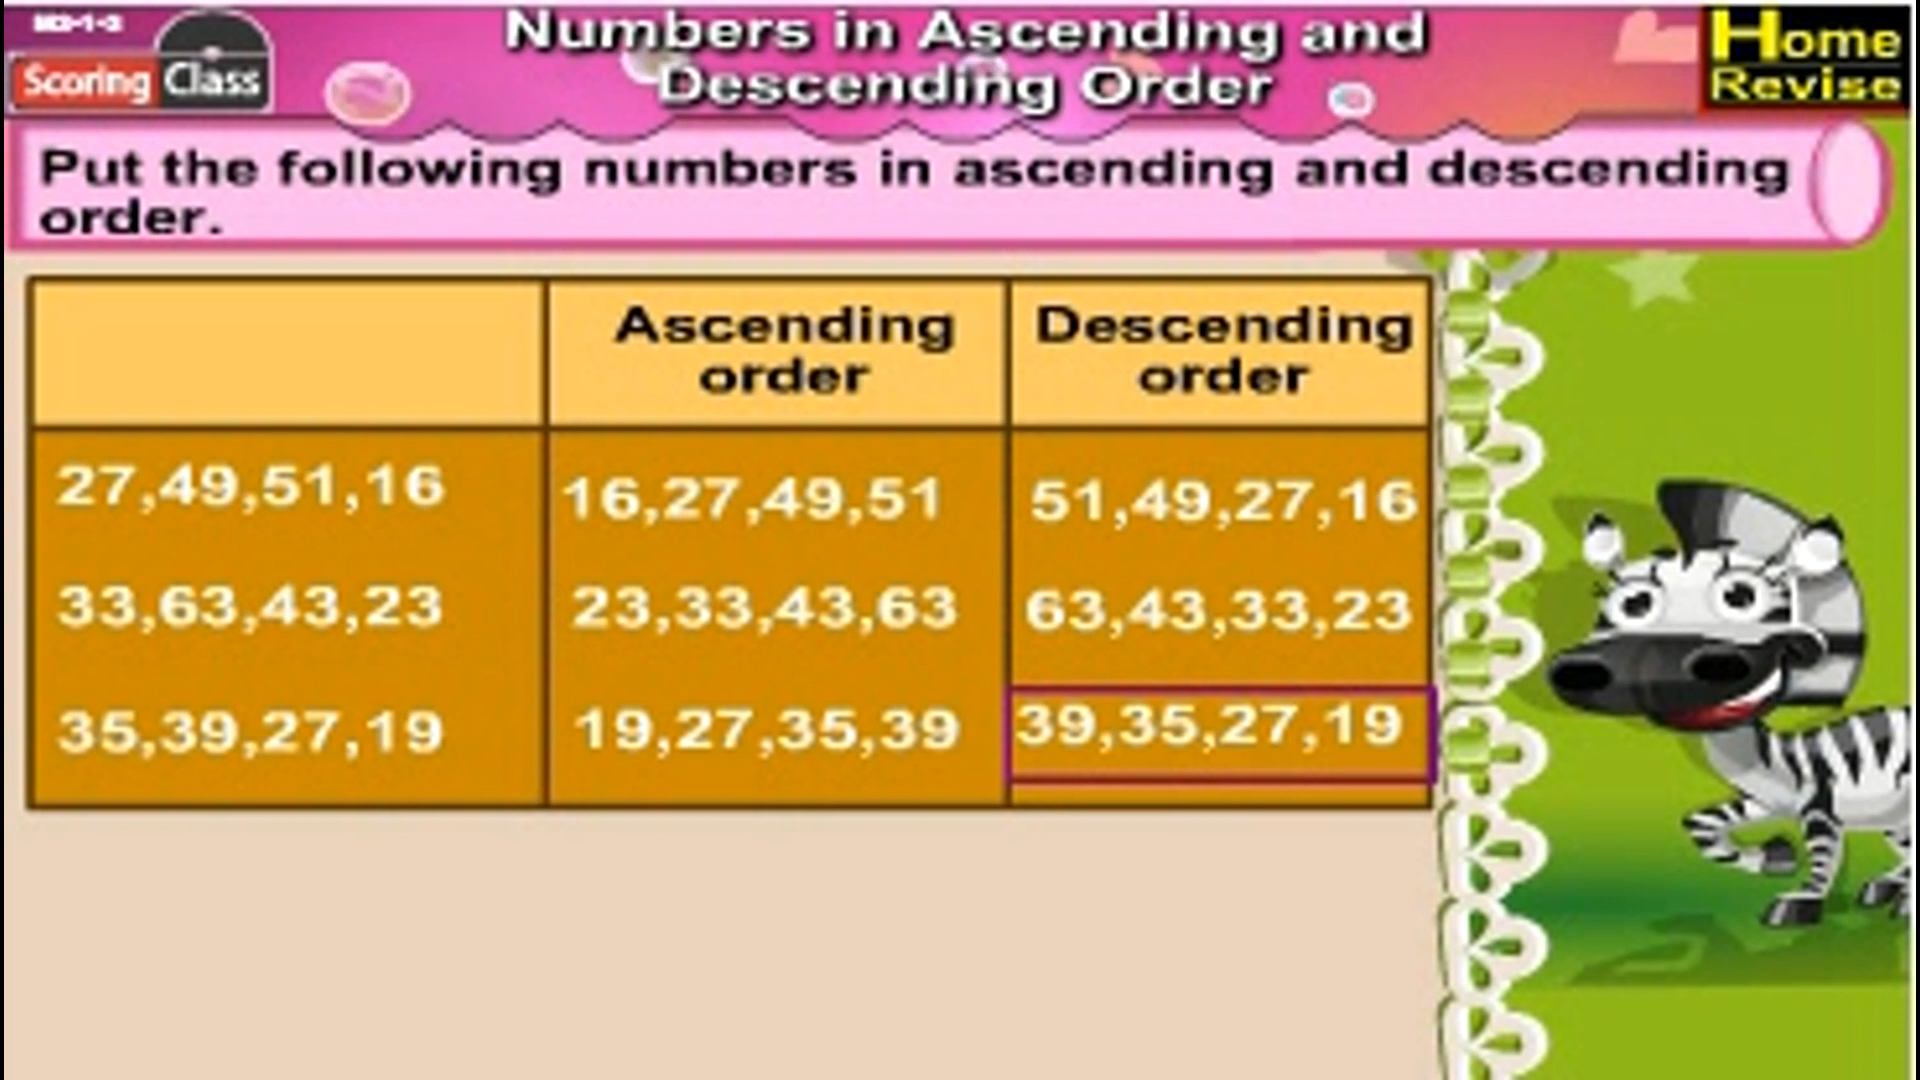 Scoring Class
Numbers in Ascending and
Descending Order
Home
Revise
Put the following numbers in ascending and descending
order.
Ascending
order
Descending
order
27,49,51,16
16,27,49,51
51,49,27,16
33,63,43,23
23,33,43,63
63,43,33,23
35,39,27,19
19,27,35,39
39,35,27,19